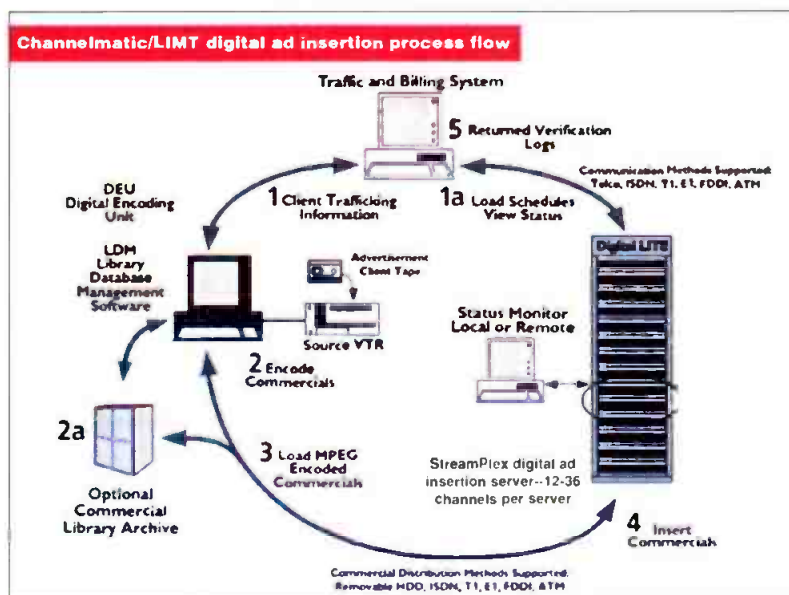 Channelmatic/LIMT digital ad insertion process flow
Traffic and Billing System
5 Returned Verification
Logs
Communication Methods Supported:
Telco, ISDN, T1, E1, FDDI, ATM
DEU
Digital Encoding
Unit
1 Client Trafficking
Information
1a Load Schedules
View Status
LDM
Library
Database
Management
Software
Advertisement
Client Tape
Source VTR
Digital LITE
Status Monitor
Local or Remote
2 Encode
Commercials
2a
Optional
Commercial
Library Archive
3 Load MPEG
Encoded
Commercials
StreamPlex digital ad
insertion server--12-36
channels per server
4 Insert
Commercials
Commercial Distribution Methods Supported:
Removable HDD, ISDN, T1, E1, FDDI, ATM